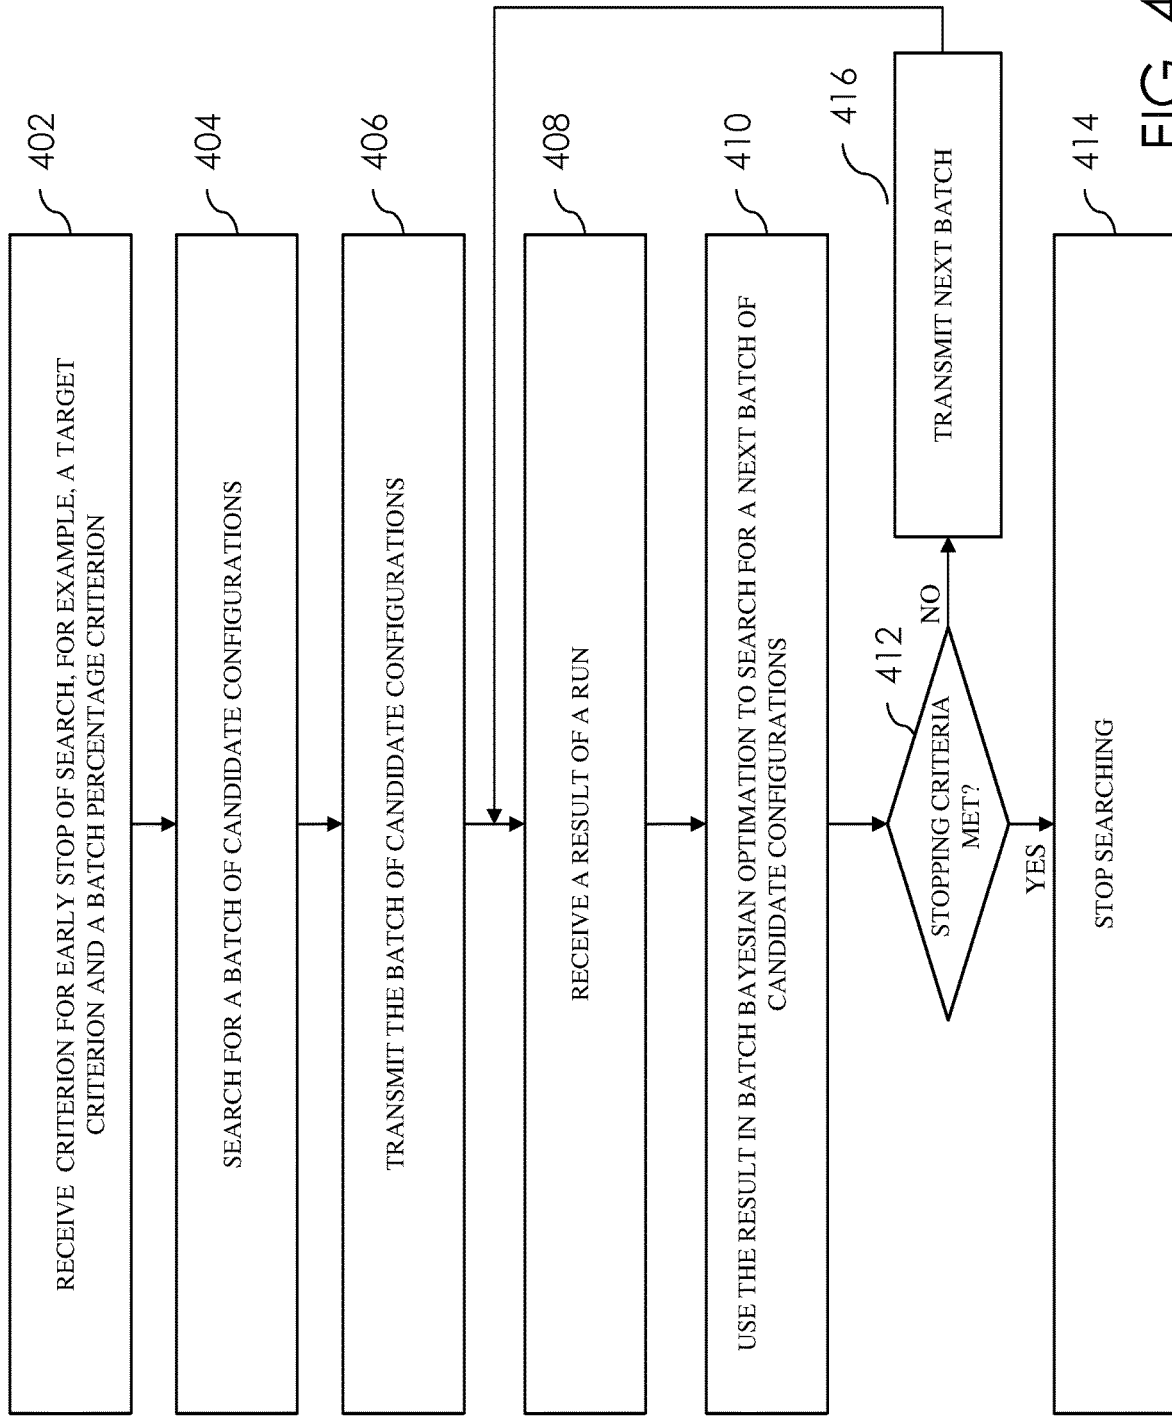 RECEIVE CRITERION FOR EARLY STOP OF SEARCH, FOR EXAMPLE, A TARGET
CRITERION AND A BATCH PERCENTAGE CRITERION
402
SEARCH FOR A BATCH OF CANDIDATE CONFIGURATIONS
404
TRANSMIT THE BATCH OF CANDIDATE CONFIGURATIONS
406
RECEIVE A RESULT OF A RUN
408
USE THE RESULT IN BATCH BAYESIAN OPTIMATION TO SEARCH FOR A NEXT BATCH OF
CANDIDATE CONFIGURATIONS
410
STOPPING CRITERIA
MET?
412
NO
TRANSMIT NEXT BATCH
416
YES
STOP SEARCHING
414
FIG. 4